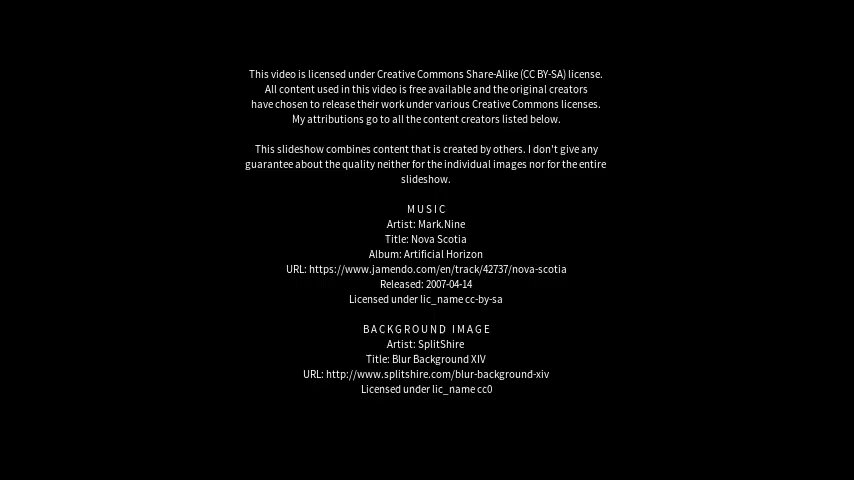 This video is licensed under Creative Commons Share-Alike (CC BY-SA) license.
All content used in this video is free available and the original creators
have chosen to release their work under various Creative Commons licenses.
My attributions go to all the content creators listed below.
This slideshow combines content that is created by others. I don't give any
guarantee about the quality neither for the individual images nor for the entire
slideshow.
MUSIC
Artist: Mark.Nine
Title: Nova Scotia
Album: Artificial Horizon
URL: https://www.jamendo.com/en/track/42737/nova-scotia
Released: 2007-04-14
Licensed under lic_name cc-by-sa
BACKGROUND IMAGE
Artist: SplitShire
Title: Blur Background XIV
URL: http://www.splitshire.com/blur-background-xiv
Licensed under lic_name cc0